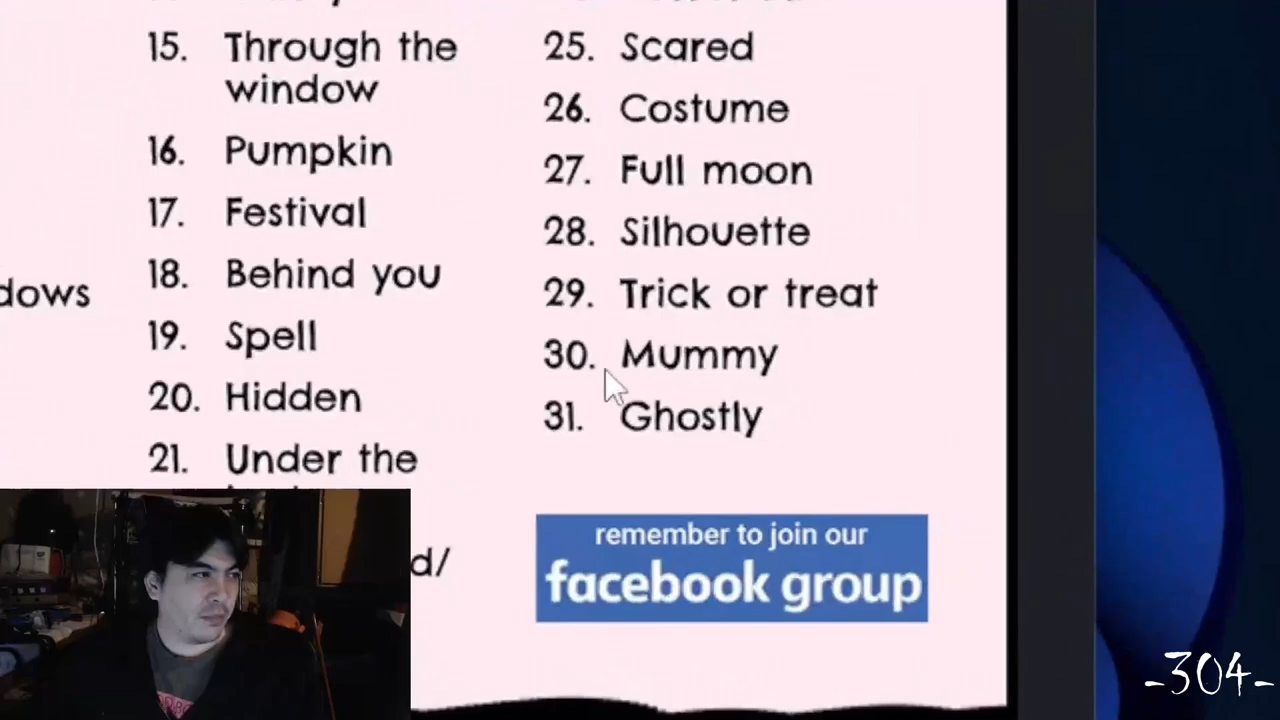 15. Through the
window
16. Pumpkin
17. Festival
18. Behind you
19. Spell
20. Hidden
21. Under the
d/
dows
25. Scared
26. Costume
27. Full moon
28. Silhouette
29. Trick or treat
30. Mummy
31. Ghostly
remember to join our
facebook group
-304-